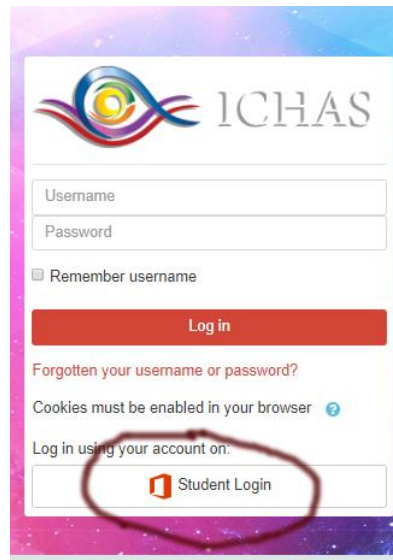 ICHAS
Username
Password
Remember username
Log in
Forgotten your username or password?
Cookies must be enabled in your browser ?
Log in using your account on:
Student Login